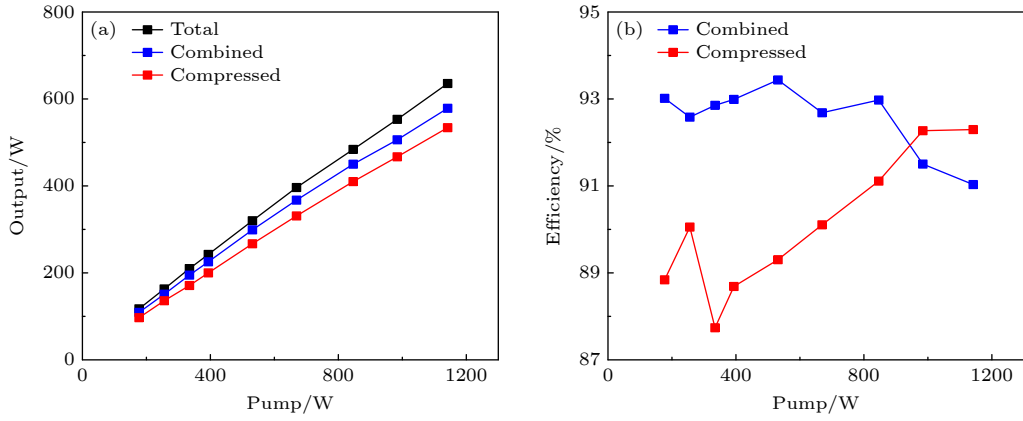 (a)
Total
Combined
Compressed
800
600
400
200
0
Output/W
0
400
800
1200
Pump/W
(b)
Combined
Compressed
95
93
91
89
87
Efficiency/%
0
400
800
1200
Pump/W